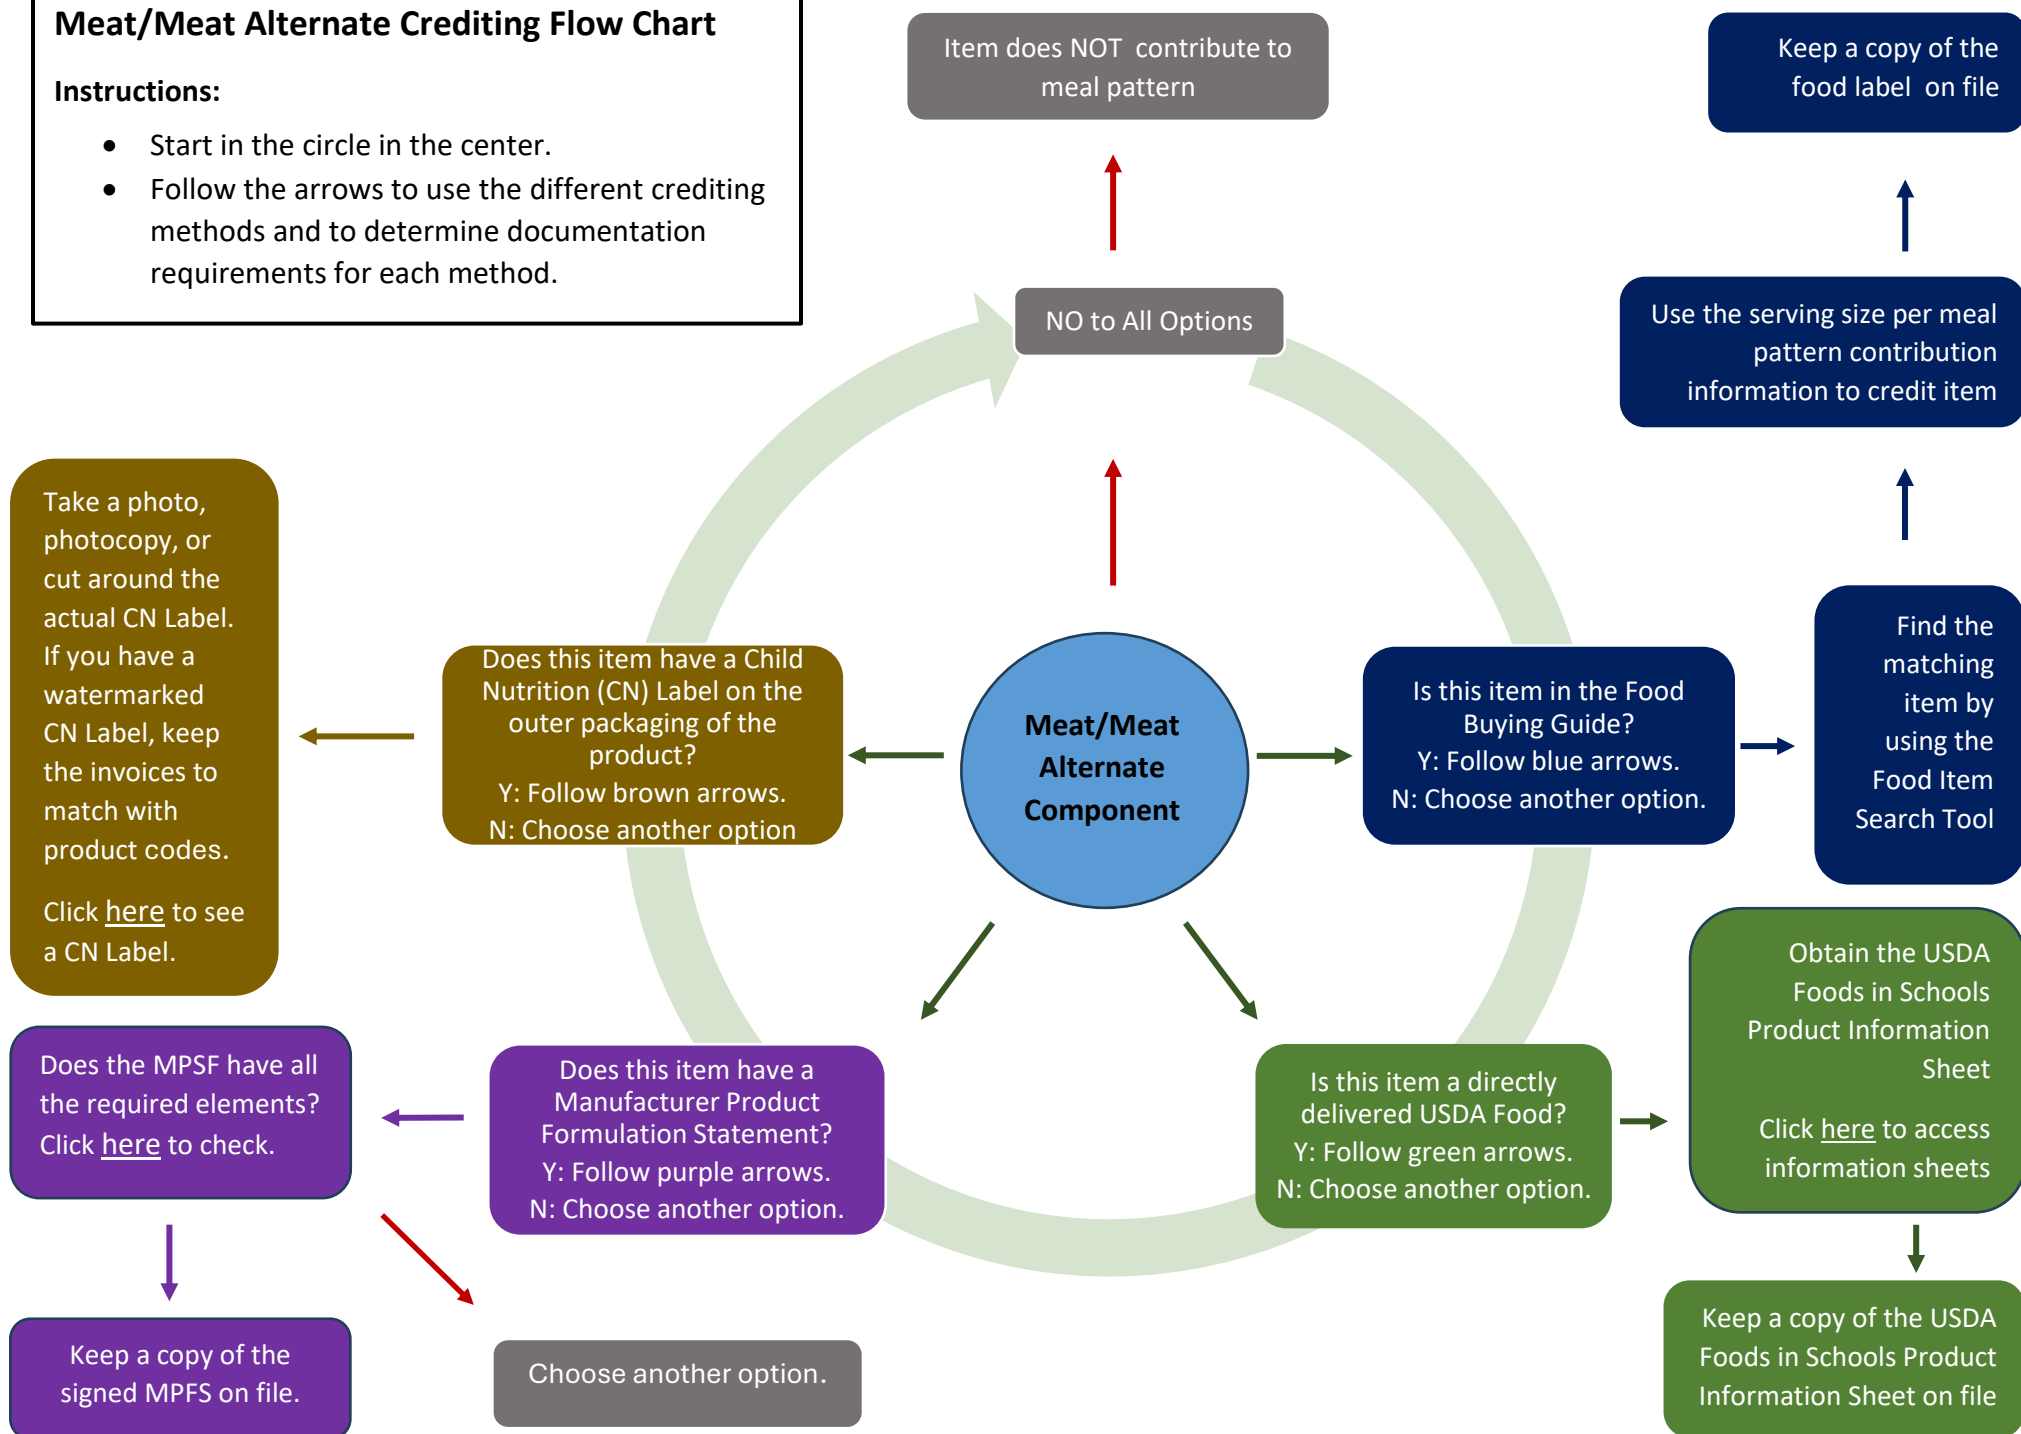 Meat/Meat Alternate Crediting Flow Chart
Instructions:
• Start in the circle in the center.
• Follow the arrows to use the different crediting
methods and to determine documentation
requirements for each method.
Item does NOT  contribute to
meal pattern
NO to All Options
Keep a copy of the
food label  on file
Use the serving size per meal
pattern contribution
information to credit item
Find the
matching
item by
using the
Food Item
Search Tool
Is this item in the Food
Buying Guide?
Y: Follow blue arrows.
N: Choose another option.
Meat/Meat
Alternate
Component
Does this item have a Child
Nutrition (CN) Label on the
outer packaging of the
product?
Y: Follow brown arrows.
N: Choose another option
Take a photo,
photocopy, or
cut around the
actual CN Label.
If you have a
watermarked
CN Label, keep
the invoices to
match with
product codes.
Click here to see
a CN Label.
Does the MPSF have all
the required elements?
Click here to check.
Does this item have a
Manufacturer Product
Formulation Statement?
Y: Follow purple arrows.
N: Choose another option.
Is this item a directly
delivered USDA Food?
Y: Follow green arrows.
N: Choose another option.
Obtain the USDA
Foods in Schools
Product Information
Sheet
Click here to access
information sheets
Keep a copy of the
signed MPFS on file.
Choose another option.
Keep a copy of the USDA
Foods in Schools Product
Information Sheet on file